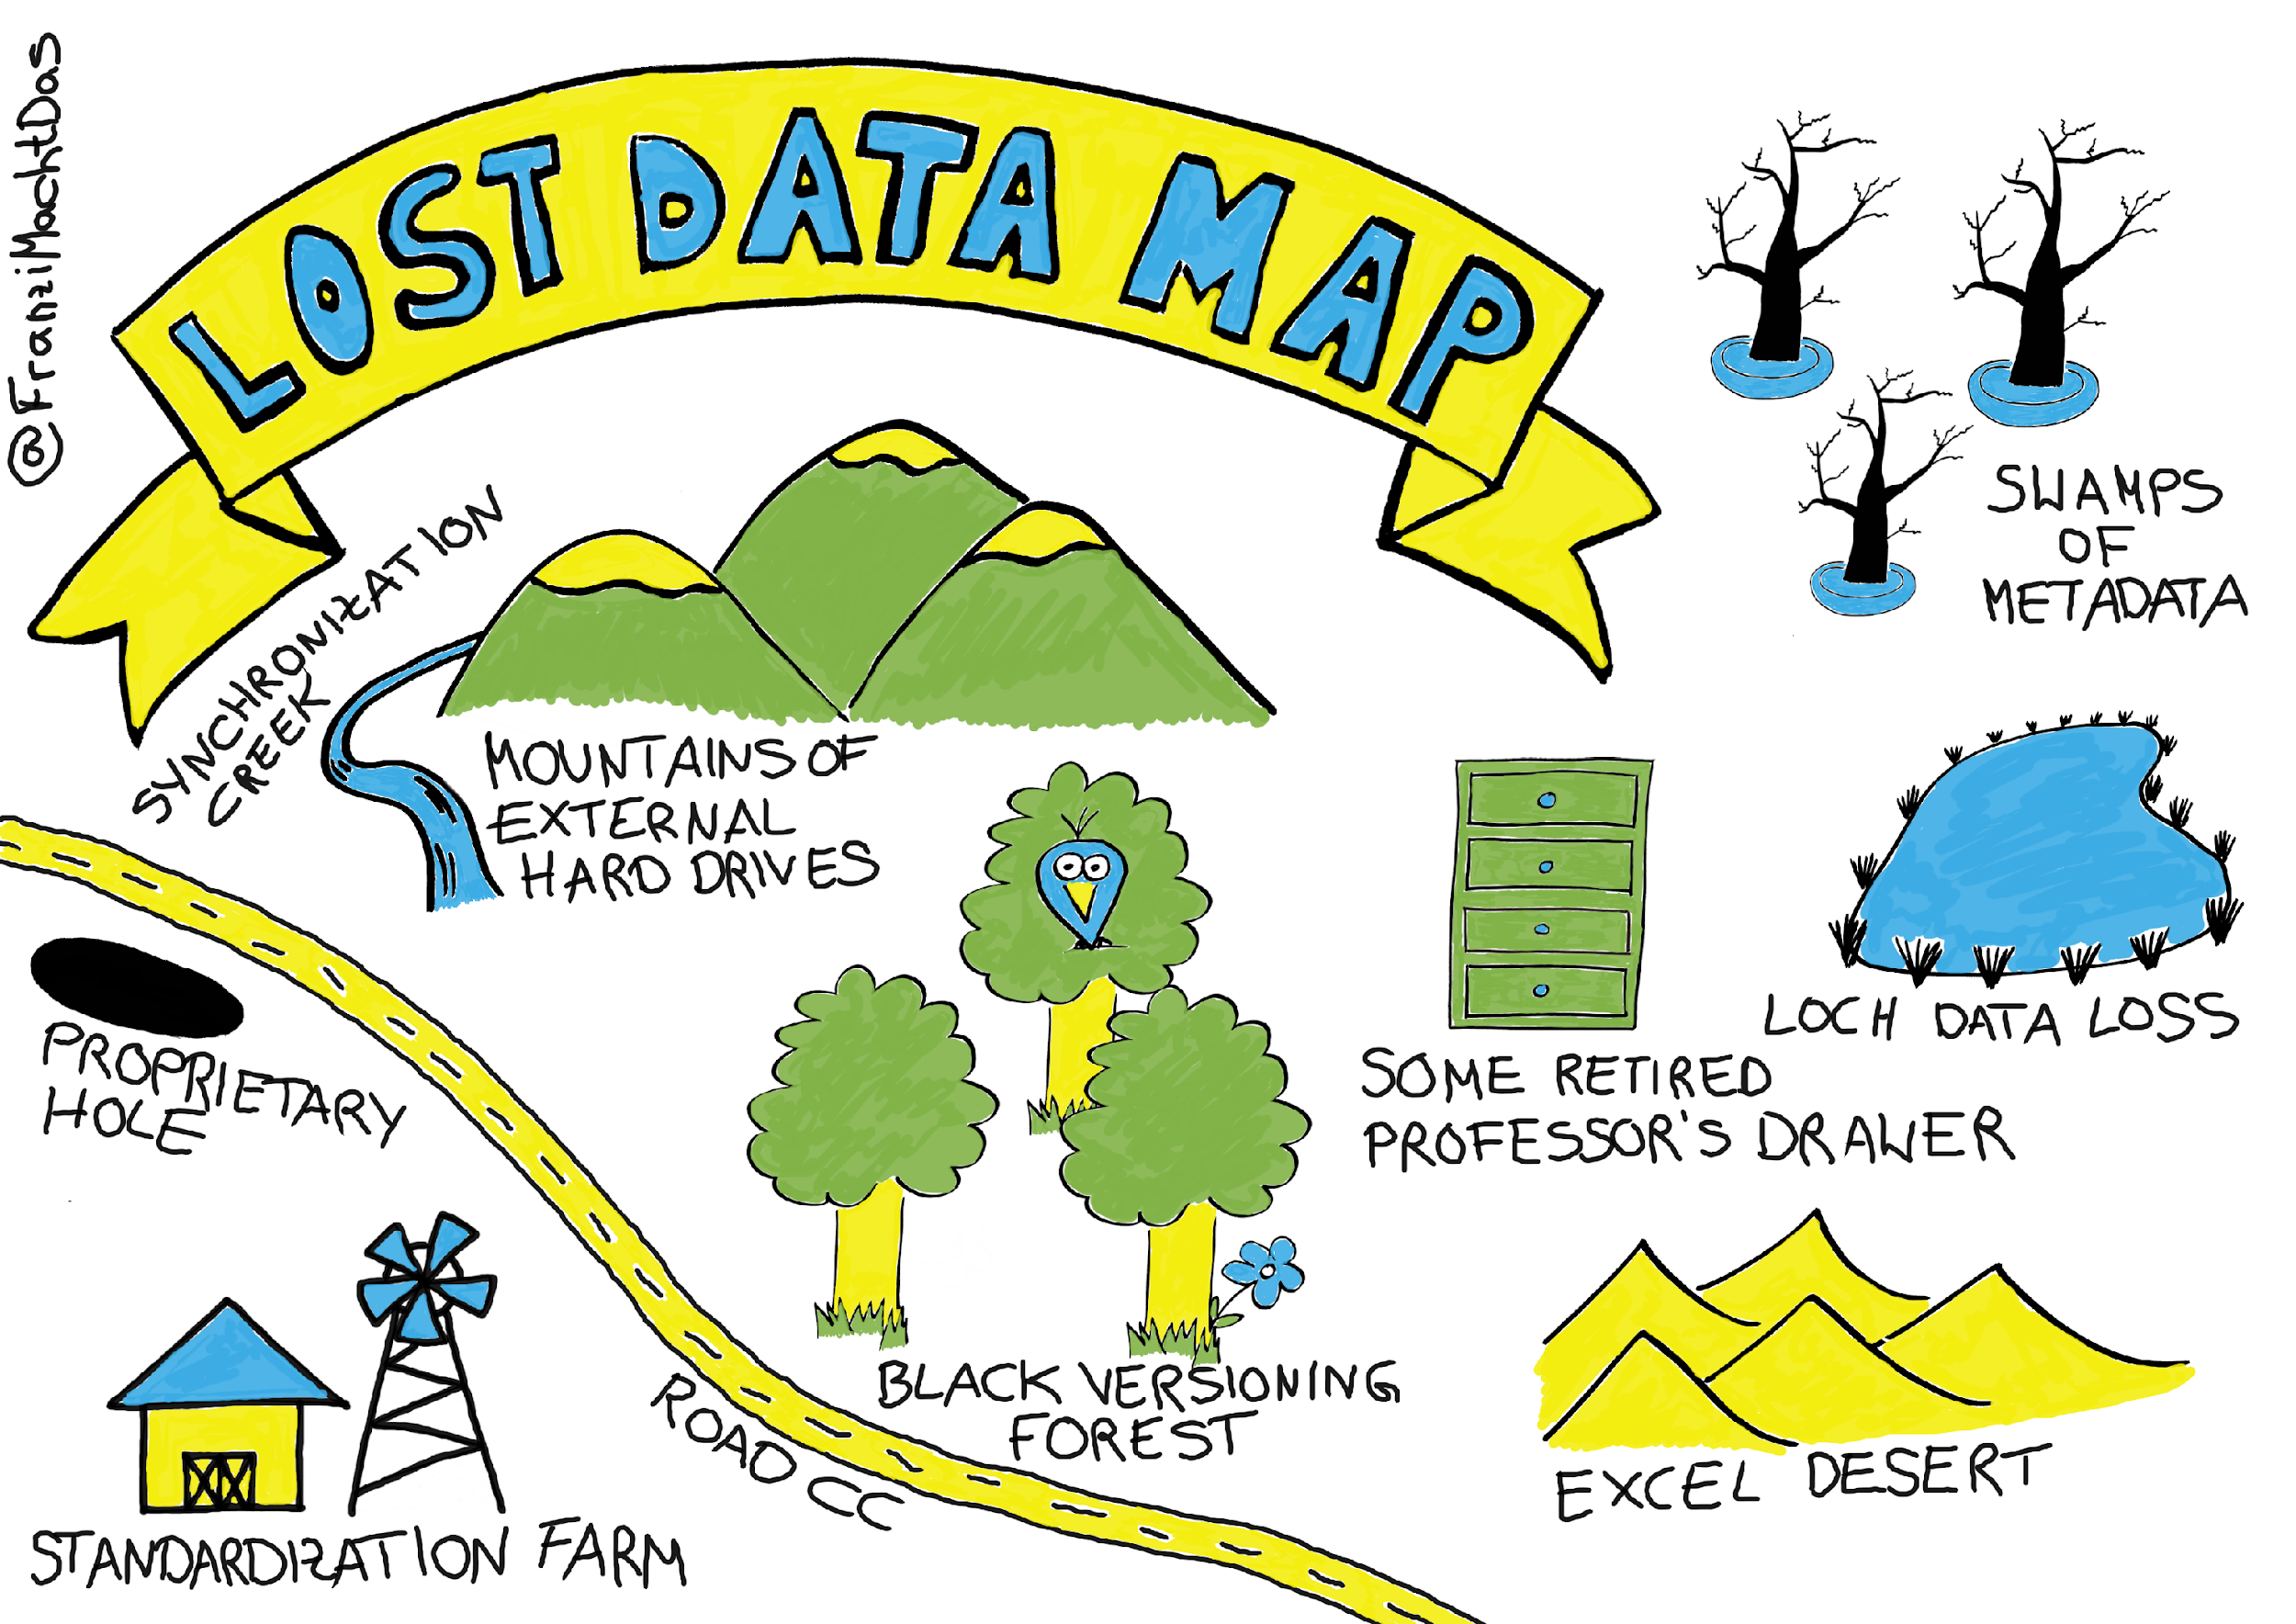 @FranziMachtDas
LOST DATA MAP
SWAMPS
OF
METADATA
SYNCHRONIZATION
CREEK
MOUNTAINS OF
EXTERNAL
HARD DRIVES
LOCH DATA LOSS
PROPRIETARY
HOLE
SOME RETIRED
PROFESSOR'S DRAWER
BLACK VERSIONING
FOREST
ROAD CC
EXCEL DESERT
STANDARDIZATION FARM